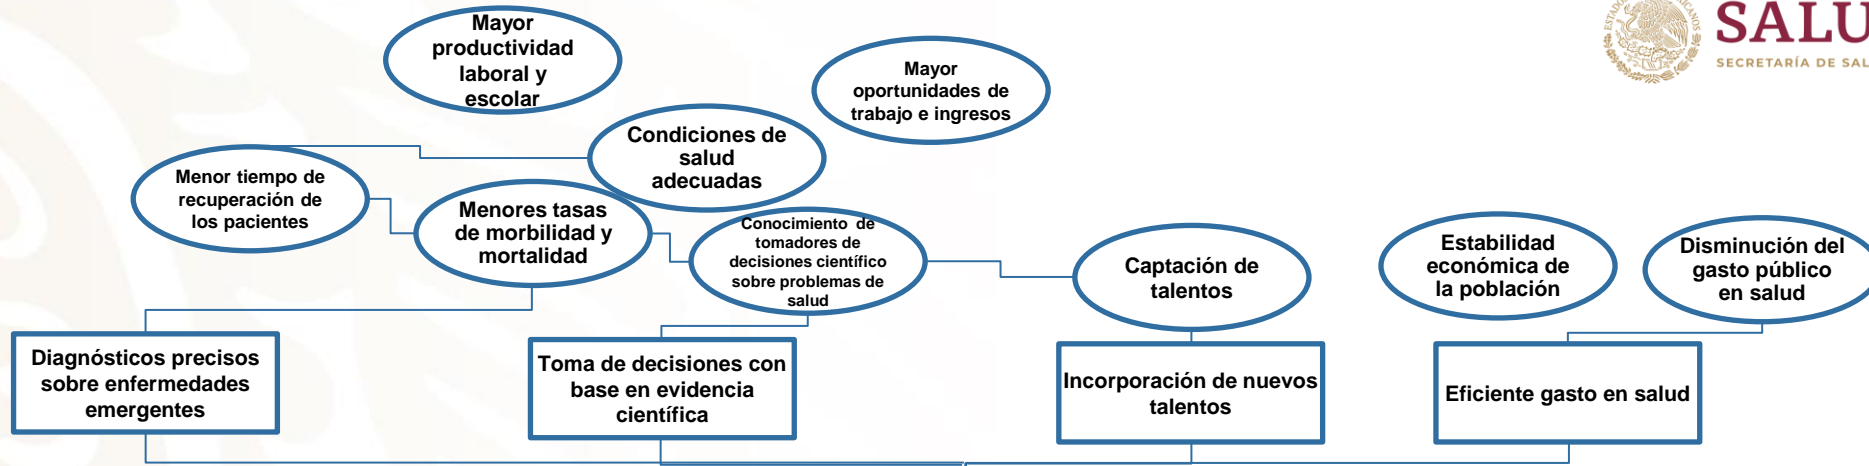 Mayor
productividad
laboral y
escolar
Mayor
oportunidades de
trabajo e ingresos
SALU
SECRETARÍA DE SAL
Condiciones de
salud
adecuadas
Menor tiempo de
recuperación de
los pacientes
Menores tasas
de morbilidad y
mortalidad
Conocimiento de
tomadores de
decisiones científico
sobre problemas de
salud
Captación de
talentos
Estabilidad
económica de
la población
Disminución del
gasto público
en salud
Diagnósticos precisos
sobre enfermedades
emergentes
Toma de decisiones con
base en evidencia
científica
Incorporación de nuevos
talentos
Eficiente gasto en salud